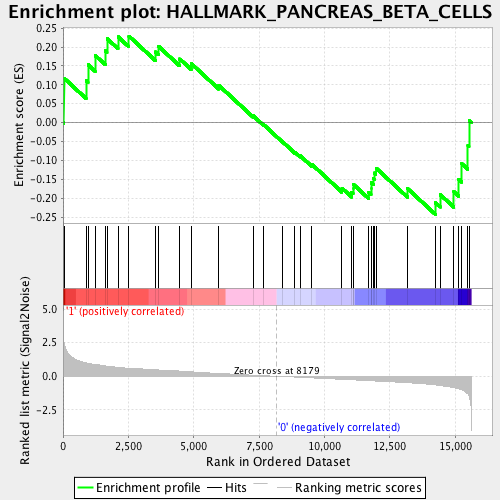 Enrichment plot: HALLMARK_PANCREAS_BETA_CELLS
Enrichment score (ES)
0.25
0.20
0.15
0.10
0.05
0.00
-0.05
-0.10
-0.15
-0.20
-0.25
Ranked list metric (Signal2Noise)
5.0
2.5
0.0
-2.5
'1' (positively correlated)
Zero cross at 8179
'0' (negatively correlated)
0
2,500
5,000
7,500
10,000
12,500
15,000
Rank in Ordered Dataset
Enrichment profile
Hits
Ranking metric scores